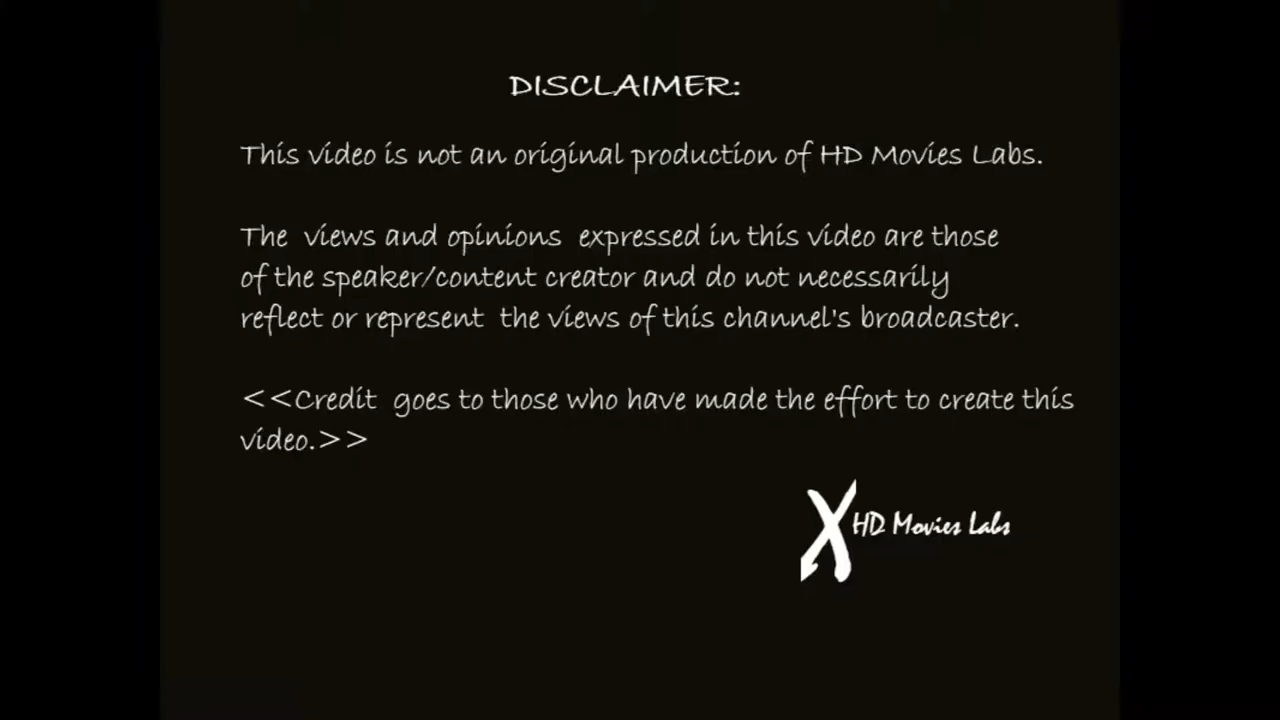 DISCLAIMER:
This video is not an original production of HD Movies Labs.
The views and opinions expressed in this video are those
of the speaker/content creator and do not necessarily
reflect or represent the views of this channel's broadcaster.
<<Credit goes to those who have made the effort to create this
video.>>
X HD Movies Labs